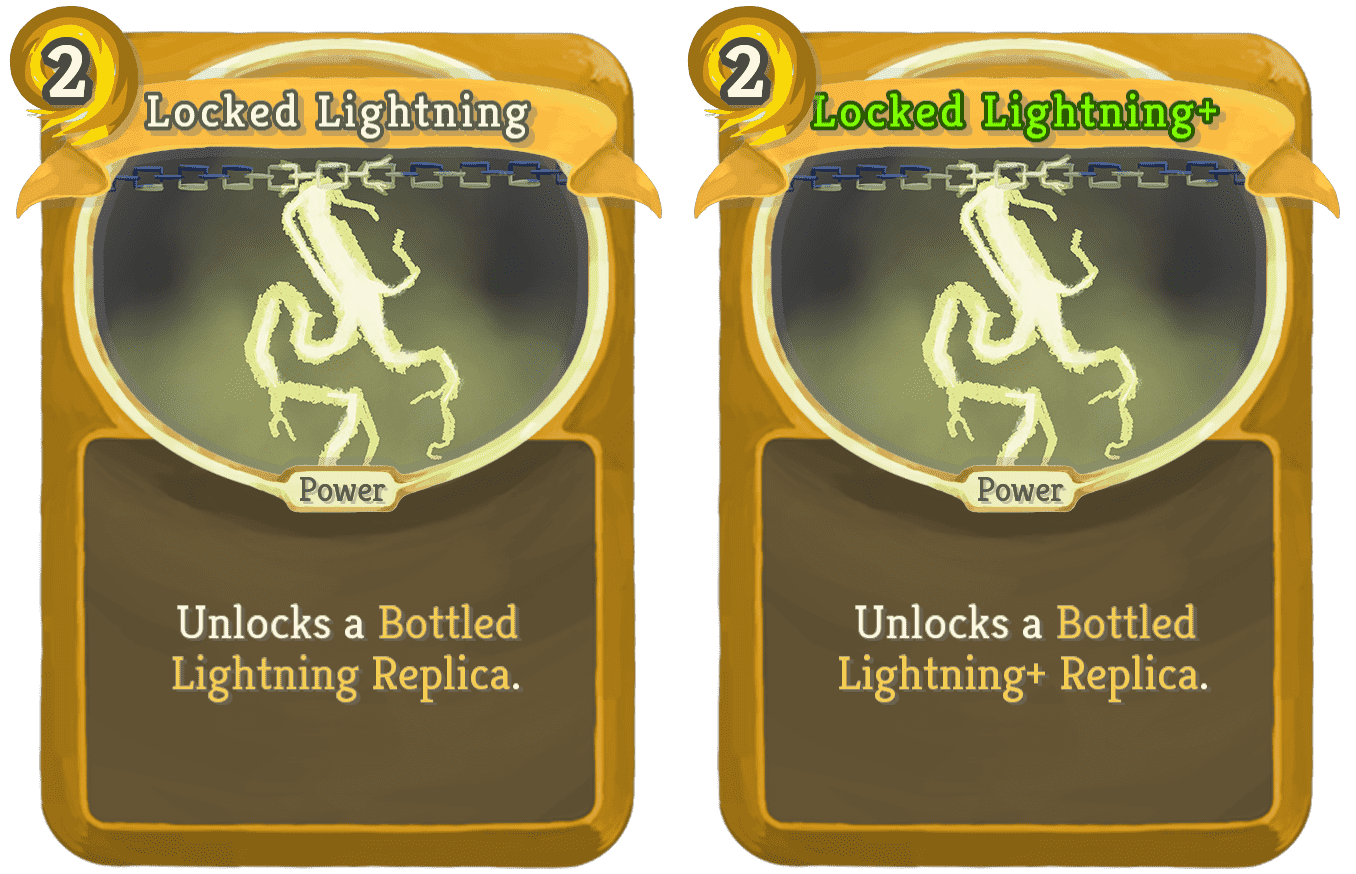 2
Locked Lightning
Power
Unlocks a Bottled
Lightning Replica.
2
Locked Lightning+
Power
Unlocks a Bottled
Lightning+ Replica.